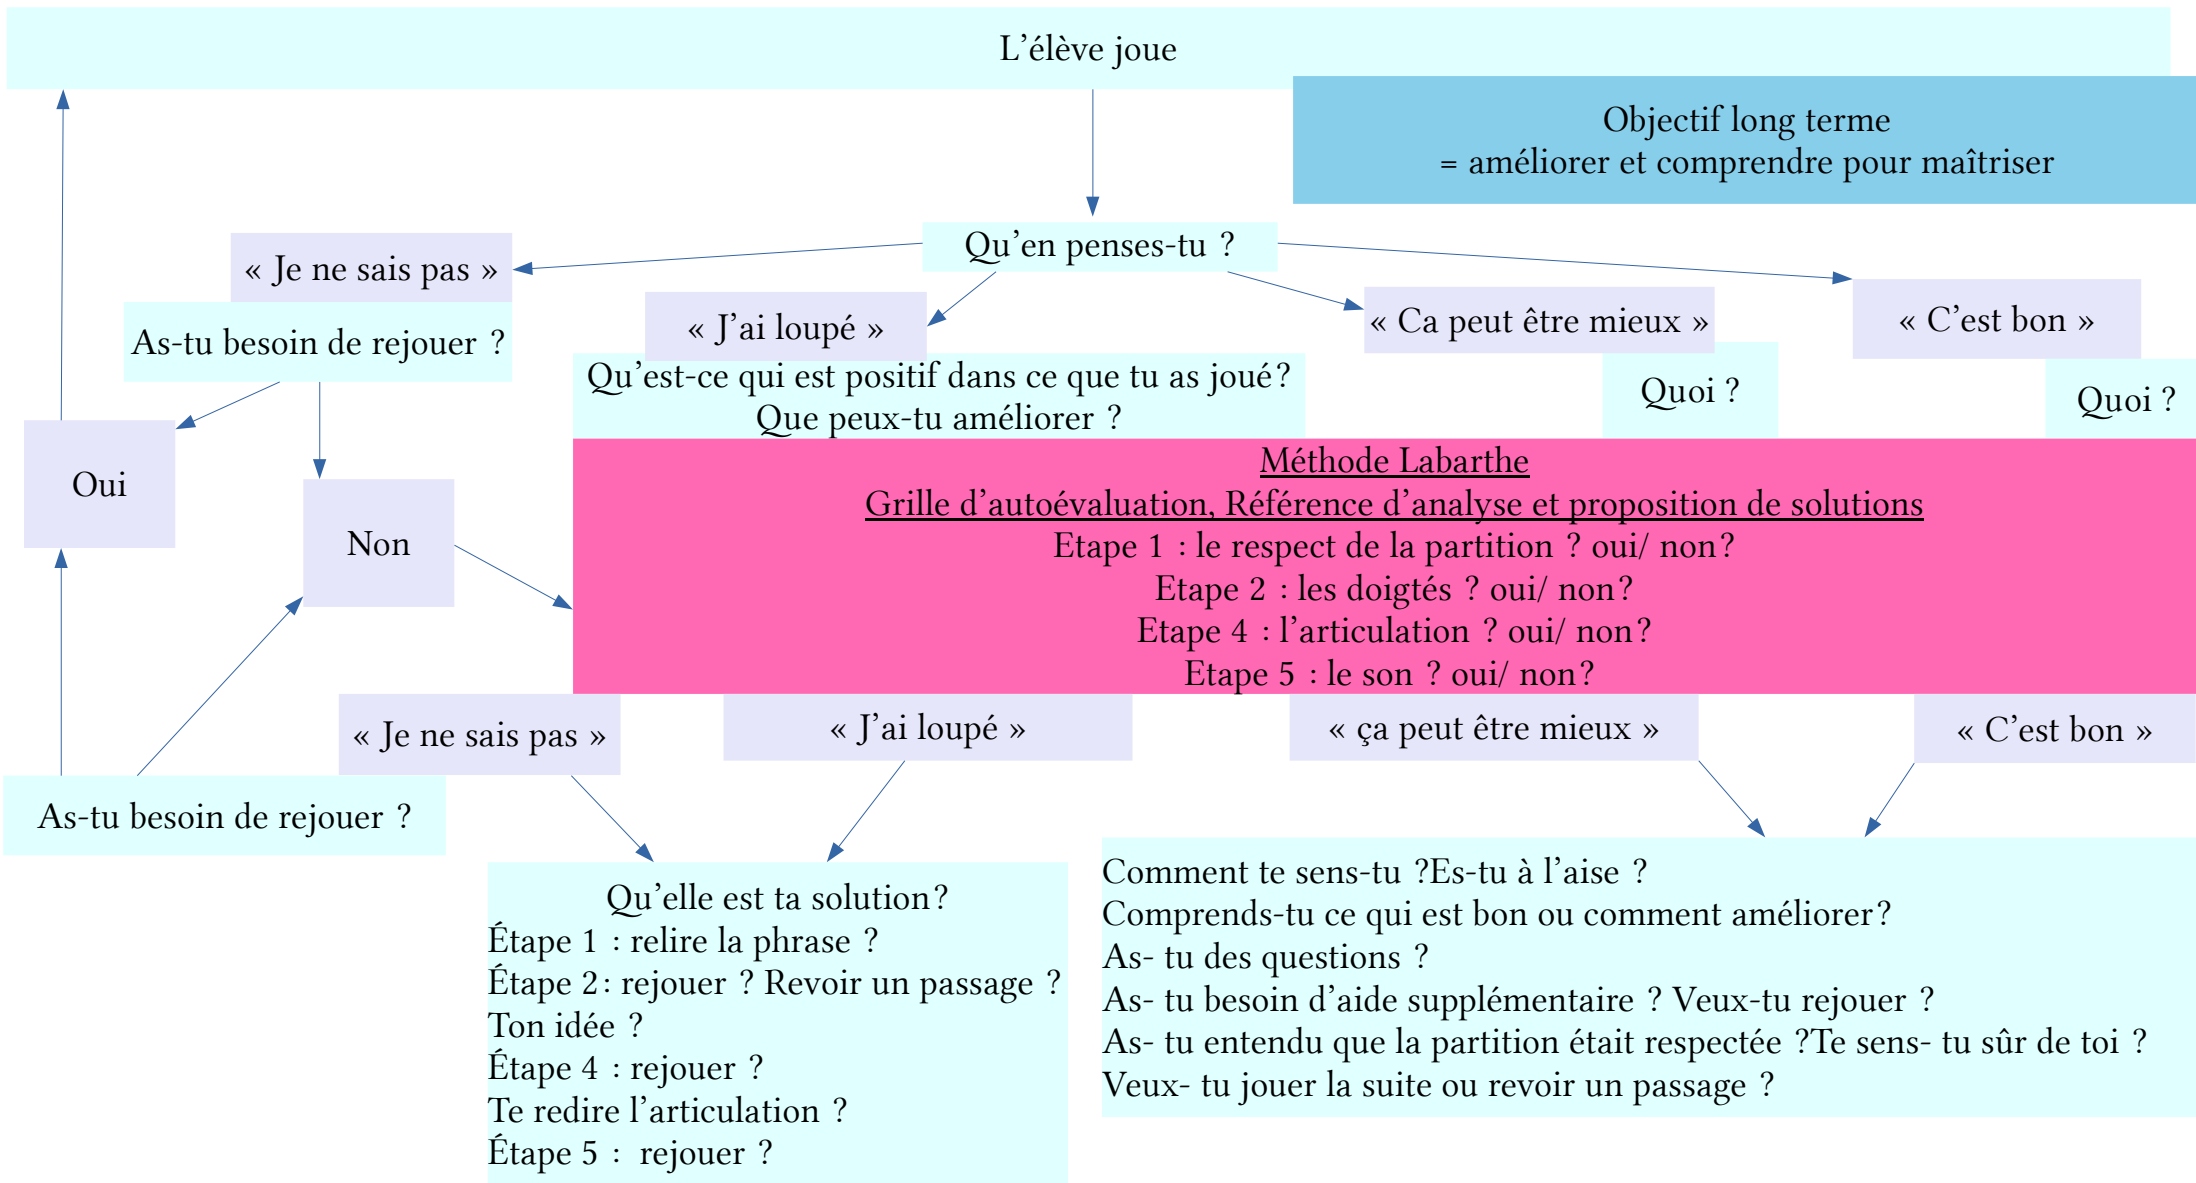 L'élève joue
Objectif long terme
= améliorer et comprendre pour maîtriser
Qu'en penses-tu ?
« Je ne sais pas »
As-tu besoin de rejouer ?
« J'ai loupé »
« Ca peut être mieux »
« C'est bon »
Qu'est-ce qui est positif dans ce que tu as joué?
Que peux-tu améliorer ?
Quoi ?
Quoi ?
Oui
Non
Méthode Labarthe
Grille d'autoévaluation, Référence d'analyse et proposition de solutions
Etape 1 : le respect de la partition ? oui/ non?
Etape 2 : les doigtés ? oui/ non?
Etape 4 : l'articulation ? oui/ non?
Etape 5 : le son ? oui/ non?
« Je ne sais pas »
« J'ai loupé »
« ça peut être mieux »
« C'est bon »
As-tu besoin de rejouer ?
Qu'elle est ta solution?
Étape 1 : relire la phrase ?
Étape 2: rejouer ? Revoir un passage ?
Ton idée ?
Étape 4 : rejouer ?
Te redire l'articulation ?
Étape 5 : rejouer ?
Comment te sens-tu ?Es-tu à l'aise ?
Comprends-tu ce qui est bon ou comment améliorer?
As- tu des questions ?
As- tu besoin d'aide supplémentaire ? Veux-tu rejouer ?
As- tu entendu que la partition était respectée ?Te sens- tu sûr de toi ?
Veux- tu jouer la suite ou revoir un passage ?